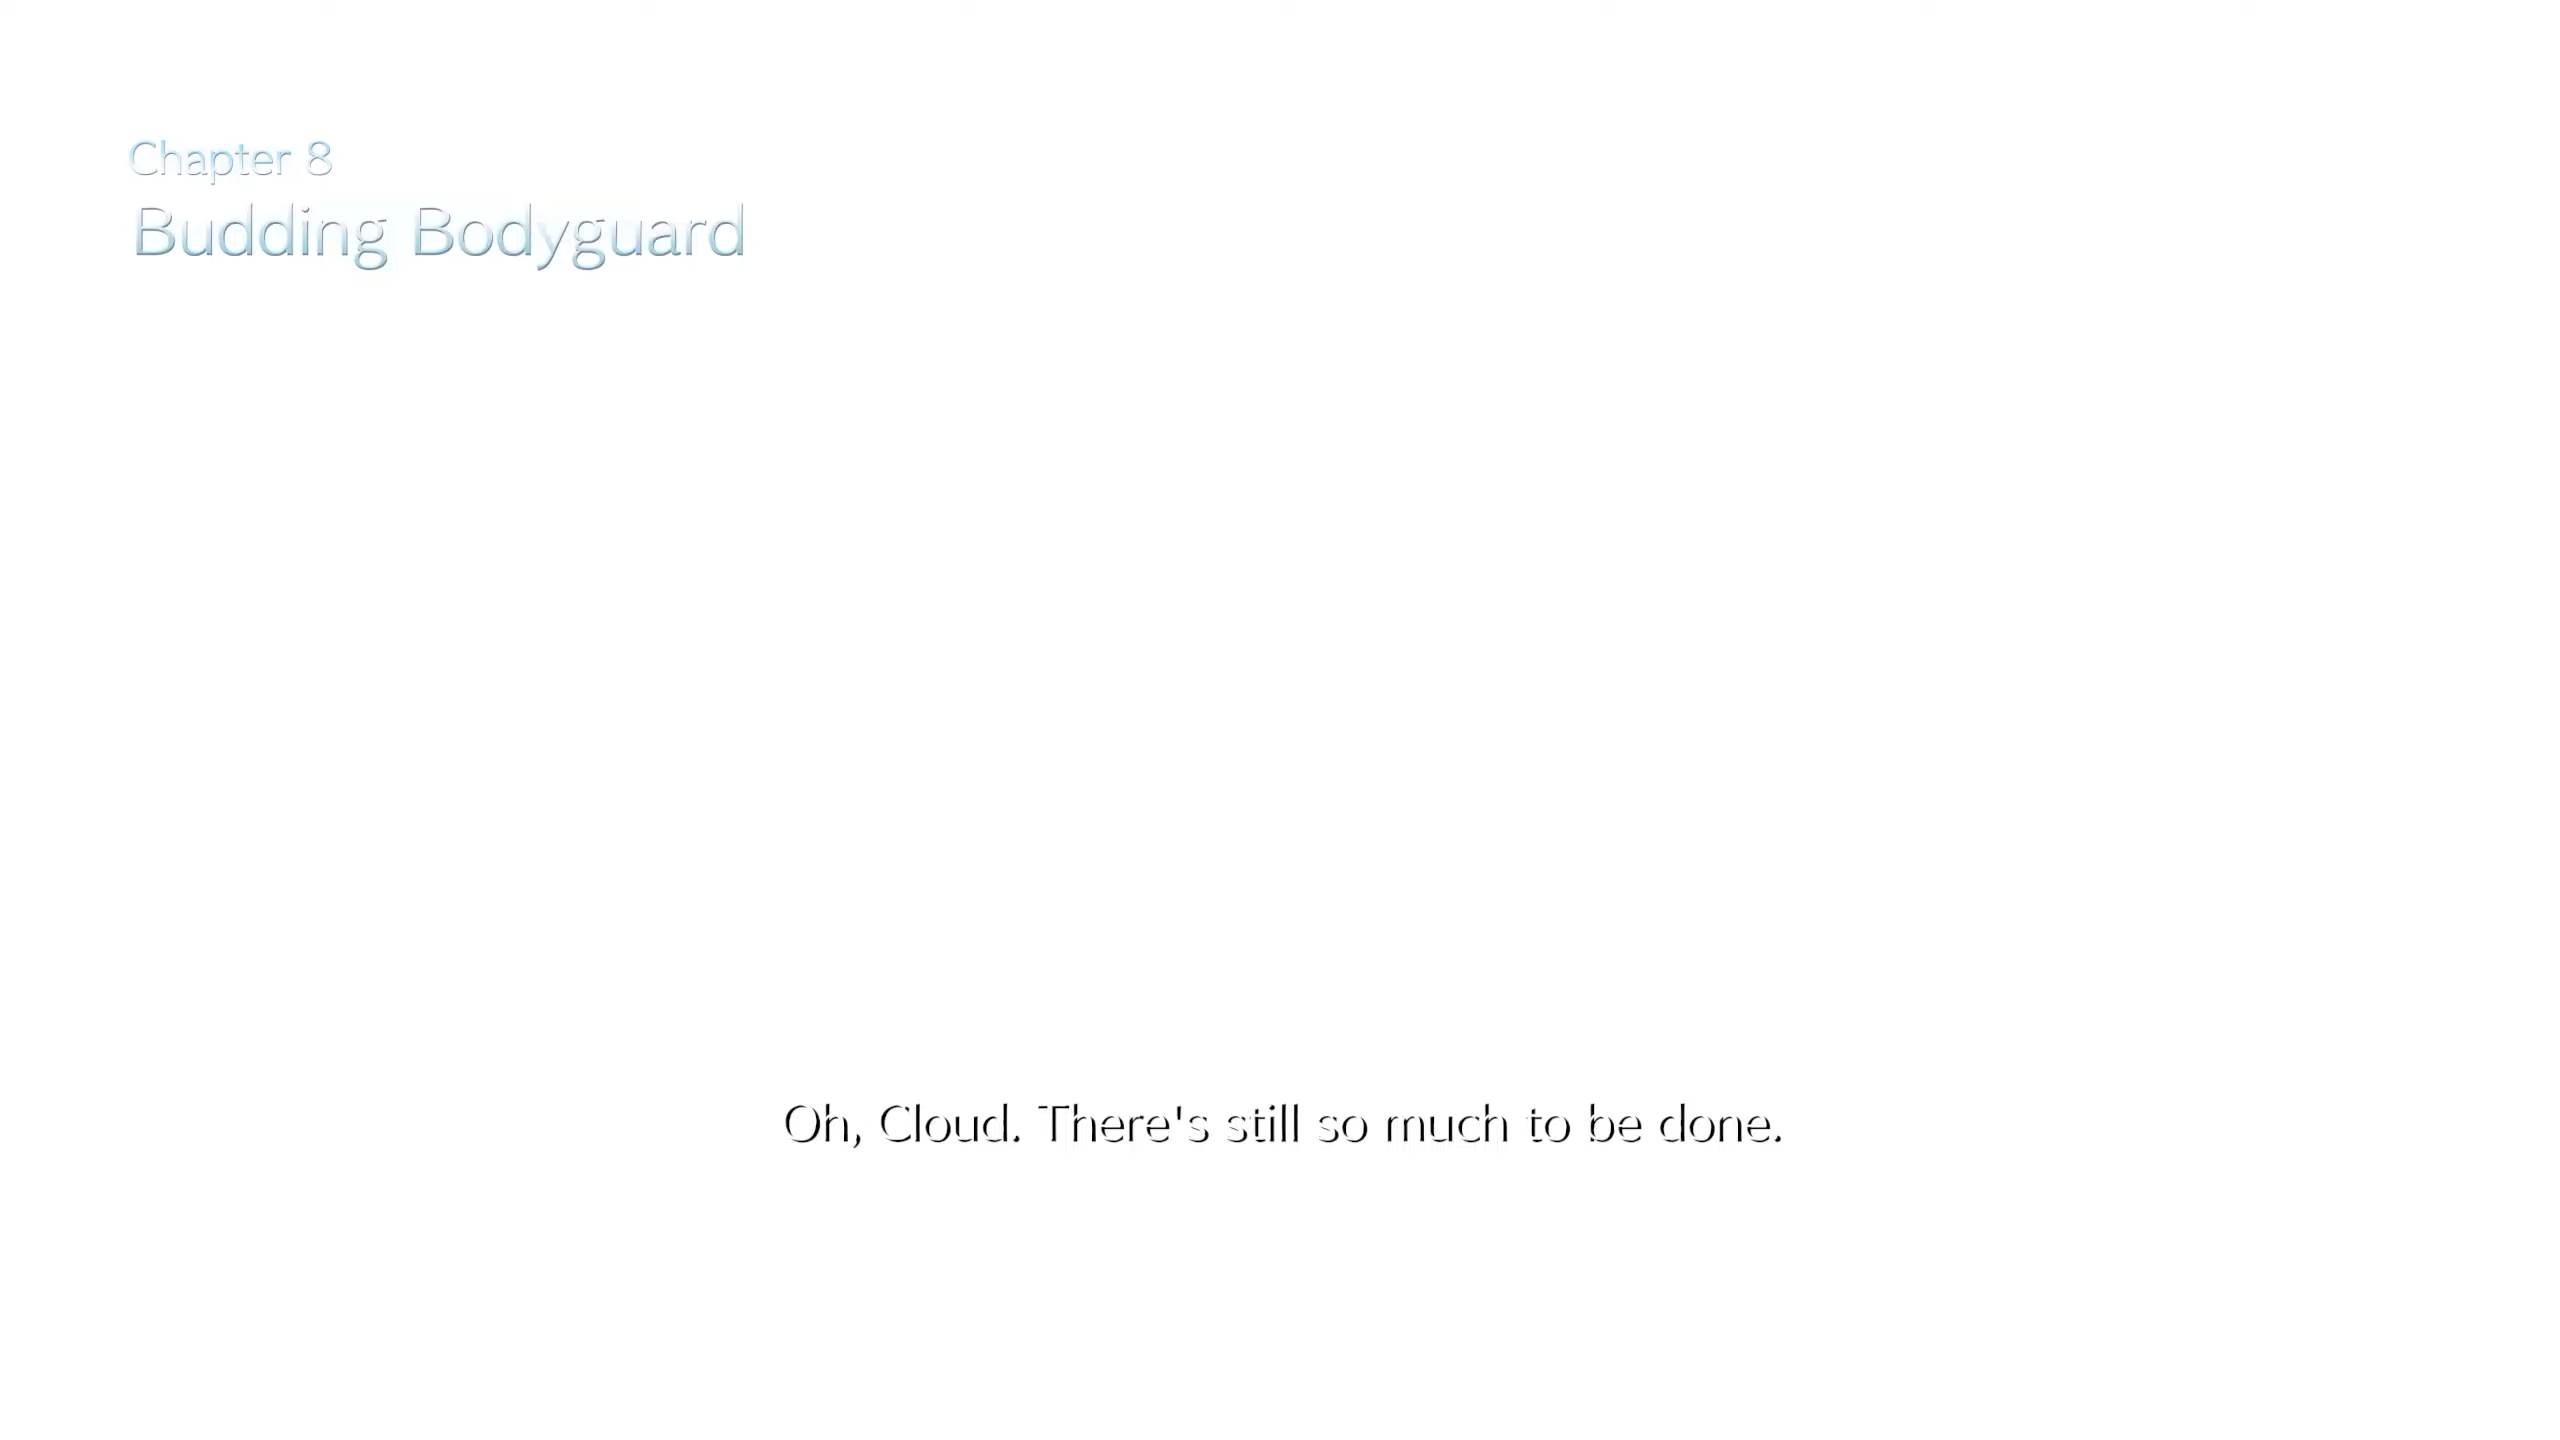 Chapter 8
Budding Bodyguard
Oh, Cloud. There's still so much to be done.